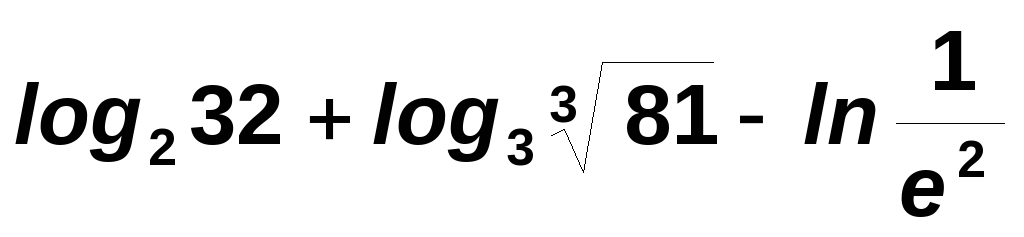 log₂ 32 + log₃ ∛81 - ln 1/e²